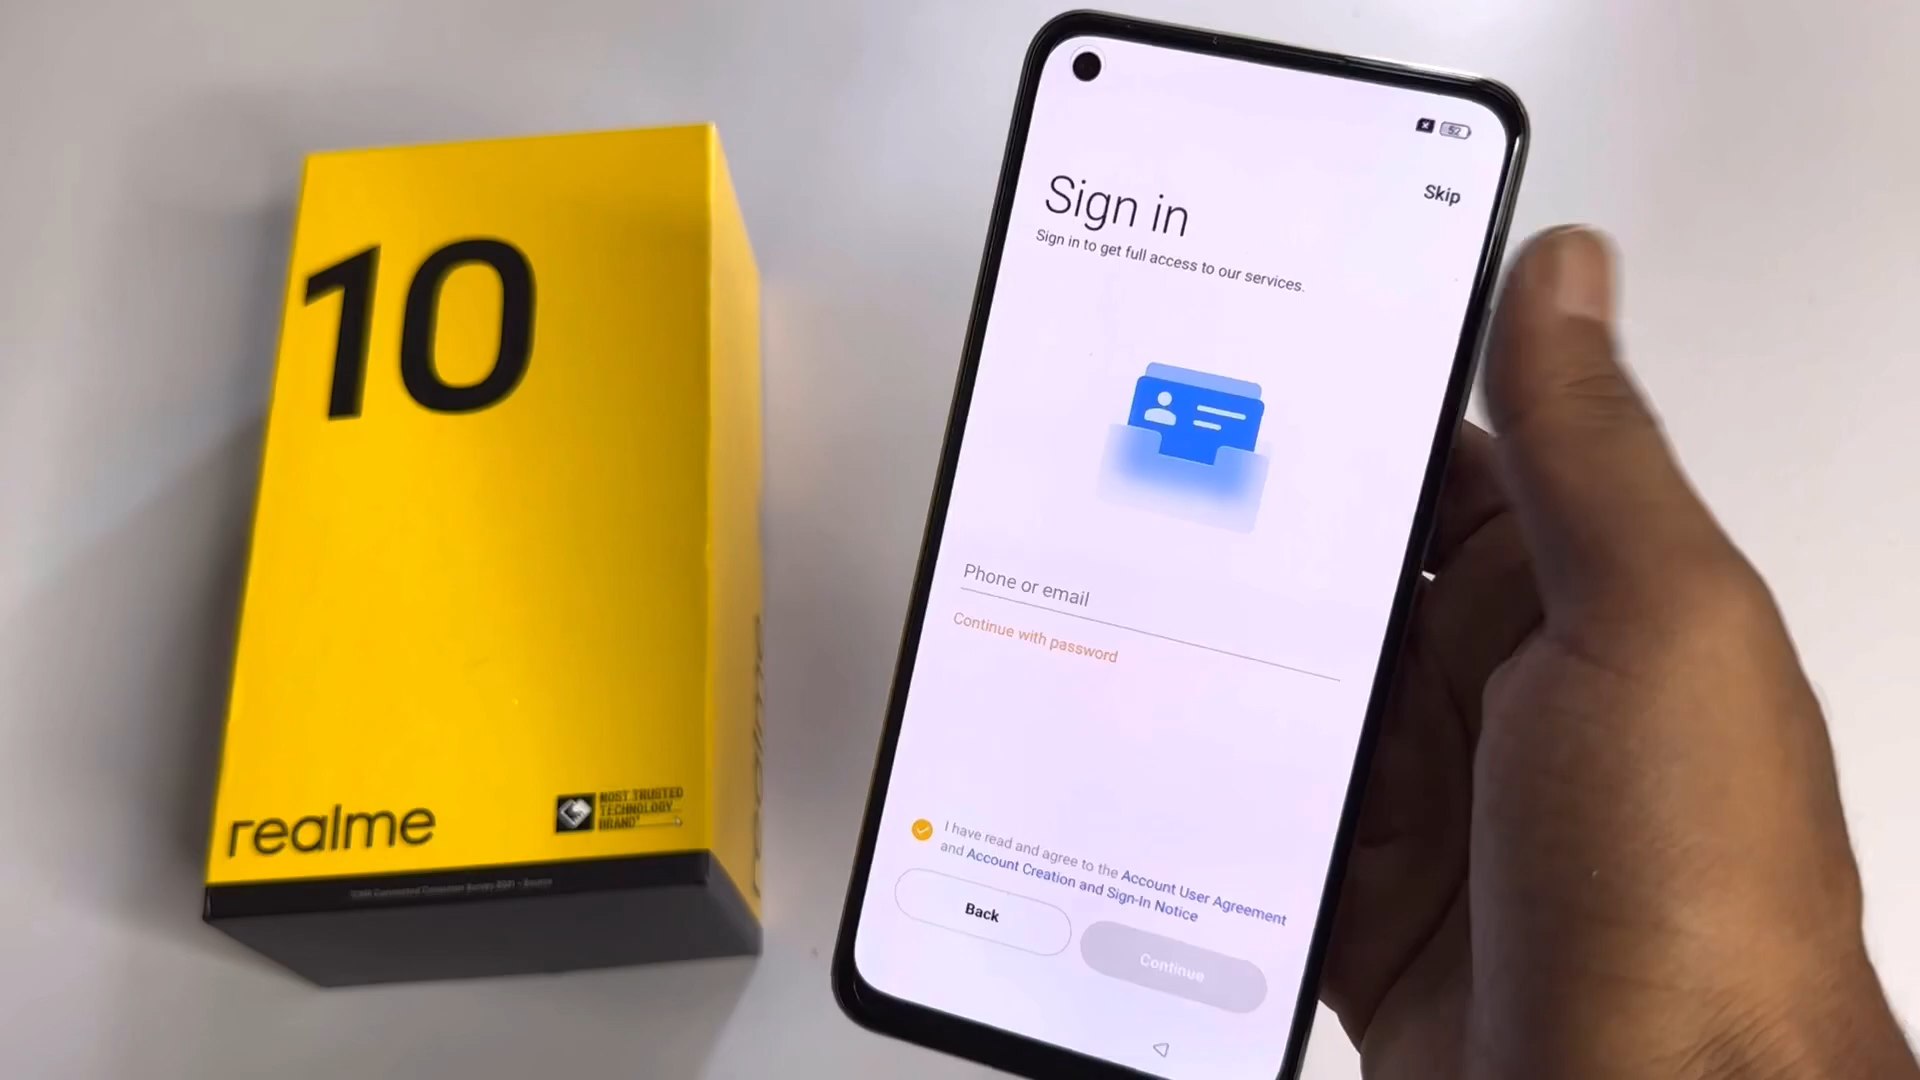 10
realme
MOST TRUSTED
TECHNOLOGY
BRAND*
realme
52
Skip
Sign in
Sign in to get full access to our services.
Phone or email
Continue with password
I have read and agree to the Account User Agreement
and Account Creation and Sign-In Notice
Back
Continue